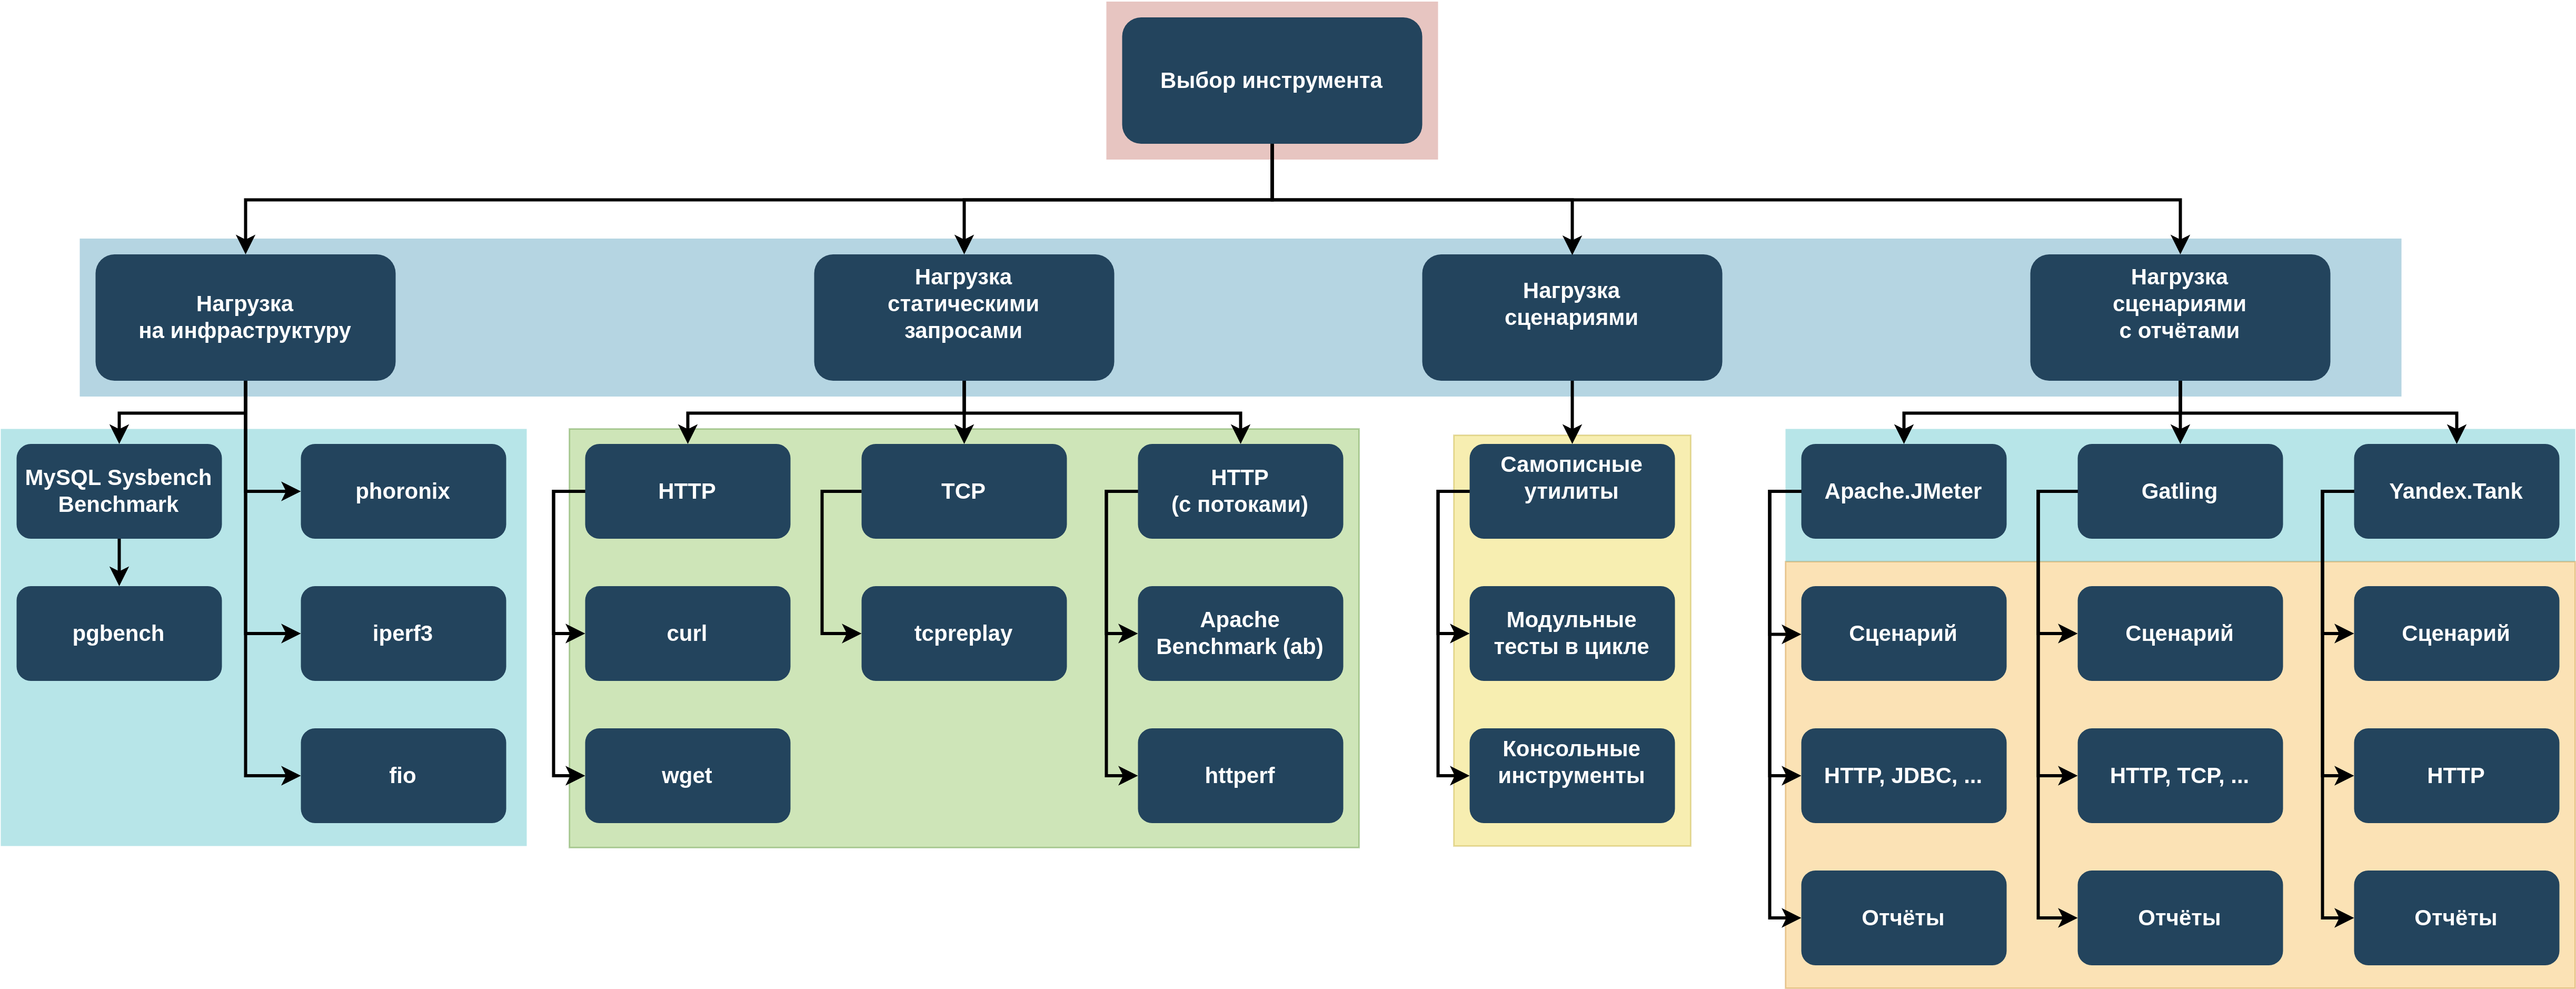 Выбор инструмента
Нагрузка
на инфраструктуру
Нагрузка
статическими
запросами
Нагрузка
сценариями
Нагрузка
сценариями
с отчётами
MySQL Sysbench
Benchmark
phoronix
HTTP
TCP
HTTP
(с потоками)
Самописные
утилиты
Apache.JMeter
Gatling
Yandex.Tank
pgbench
iperf3
curl
tcpreplay
Apache
Benchmark (ab)
Модульные
тесты в цикле
Сценарий
Сценарий
Сценарий
fio
wget
httperf
Консольные
инструменты
HTTP, JDBC, ...
HTTP, TCP, ...
HTTP
Отчёты
Отчёты
Отчёты